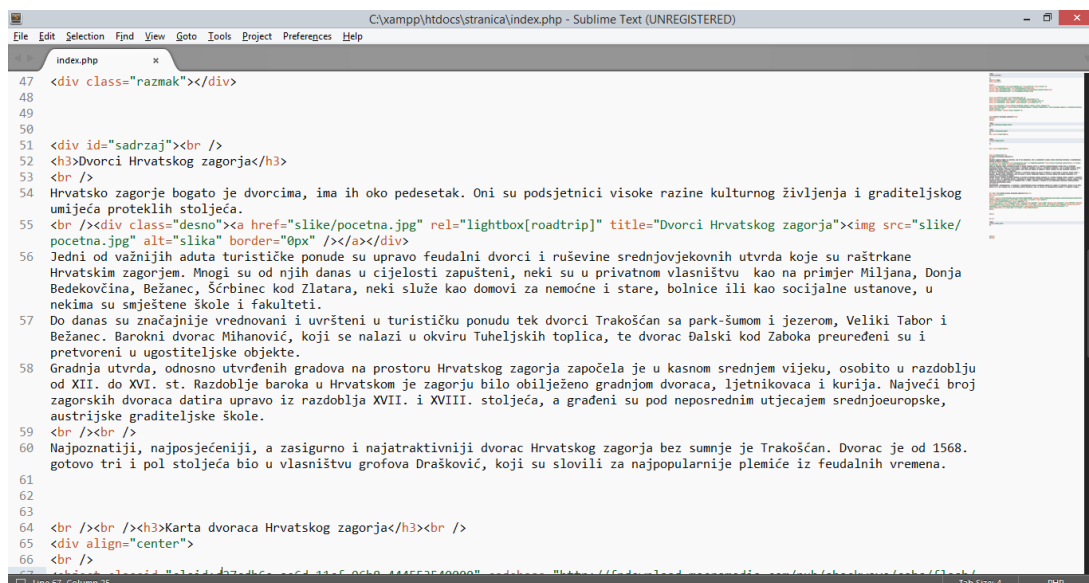 C:\xampp\htdocs\stranica\index.php - Sublime Text (UNREGISTERED)
File Edit Selection Find View Goto Tools Project Preferences Help
index.php ×
47 <div class="razmak"></div>
48
49
50
51 <div id="sadrzaj"><br />
52 <h3>Dvorci Hrvatskog zagorja</h3>
53 <br />
54 Hrvatsko zagorje bogato je dvorcima, ima ih oko pedesetak. Oni su podsjetnici visoke razine kulturnog življenja i graditeljskog
umijeća proteklih stoljeća.
55 <br /><div class="desno"><a href="slike/pocetna.jpg" rel="lightbox[roadtrip]" title="Dvorci Hrvatskog zagorja"><img src="slike/
pocetna.jpg" alt="slika" border="0px" /></a></div>
56 Jedni od važnijih aduta turističke ponude su upravo feudalni dvorci i ruševine srednjovjekovnih utvrda koje su raštrkane
Hrvatskim zagorjem. Mnogi su od njih danas u cijelosti zapušteni, neki su u privatnom vlasništvu  kao na primjer Miljana, Donja
Bedekovčina, Bežanec, Ščrbinec kod Zlatara, neki služe kao domovi za nemoćne i stare, bolnice ili kao socijalne ustanove, u
nekima su smještene škole i fakulteti.
57 Do danas su značajnije vrednovani i uvršteni u turističku ponudu tek dvorci Trakošćan sa park-šumom i jezerom, Veliki Tabor i
Bežanec. Barokni dvorac Mihanović, koji se nalazi u okviru Tuheljskih toplica, te dvorac Đalski kod Zaboka preuređeni su i
pretvoreni u ugostiteljske objekte.
58 Gradnja utvrda, odnosno utvrđenih gradova na prostoru Hrvatskog zagorja započela je u kasnom srednjem vijeku, osobito u razdoblju
od XII. do XVI. st. Razdoblje baroka u Hrvatskom je zagorju bilo obilježeno gradnjom dvoraca, ljetnikovaca i kurija. Najveći broj
zagorskih dvoraca datira upravo iz razdoblja XVII. i XVIII. stoljeća, a građeni su pod neposrednim utjecajem srednjoeuropske,
austrijske graditeljske škole.
59 <br /><br />
60 Najpoznatiji, najposjećeniji, a zasigurno i najatraktivniji dvorac Hrvatskog zagorja bez sumnje je Trakošćan. Dvorac je od 1568.
gotovo tri i pol stoljeća bio u vlasništvu grofova Drašković, koji su slovili za najpopularnije plemiće iz feudalnih vremena.
61
62
63
64 <br /><br /><h3>Karta dvoraca Hrvatskog zagorja</h3><br />
65 <div align="center">
66 <br />
Line 67, Column 25 Tab Size: 4 PHP